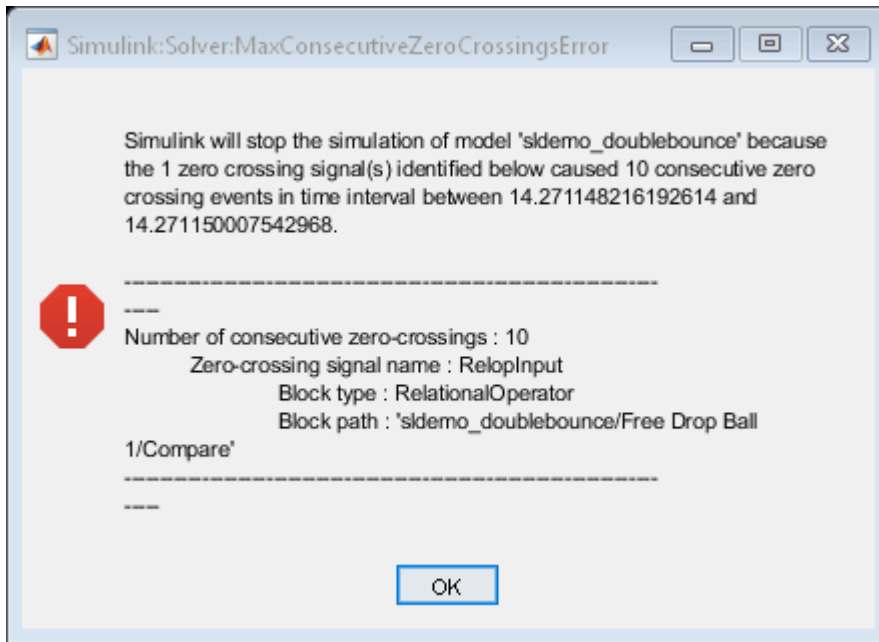 Simulink:Solver:MaxConsecutiveZeroCrossingsError
Simulink will stop the simulation of model 'sldemo_doublebounce' because
the 1 zero crossing signal(s) identified below caused 10 consecutive zero
crossing events in time interval between 14.271148216192614 and
14.271150007542968.
--------------------------------------------------------------------------------
-----
Number of consecutive zero-crossings : 10
Zero-crossing signal name : RelopInput
Block type : RelationalOperator
Block path : 'sldemo_doublebounce/Free Drop Ball
1/Compare'
--------------------------------------------------------------------------------
-----
OK